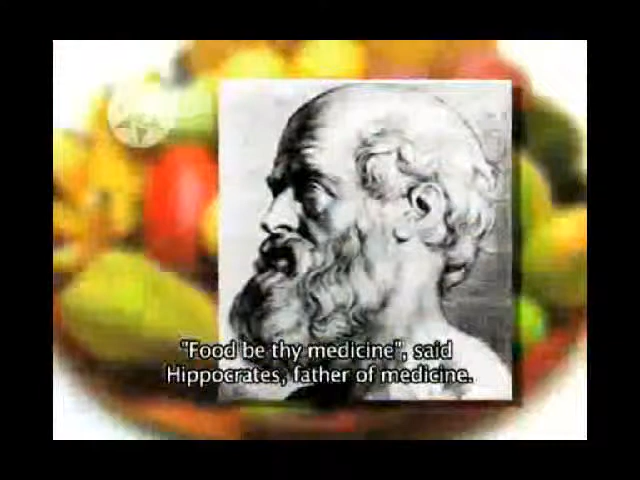 "Food be thy medicine", said
Hippocrates, father of medicine.